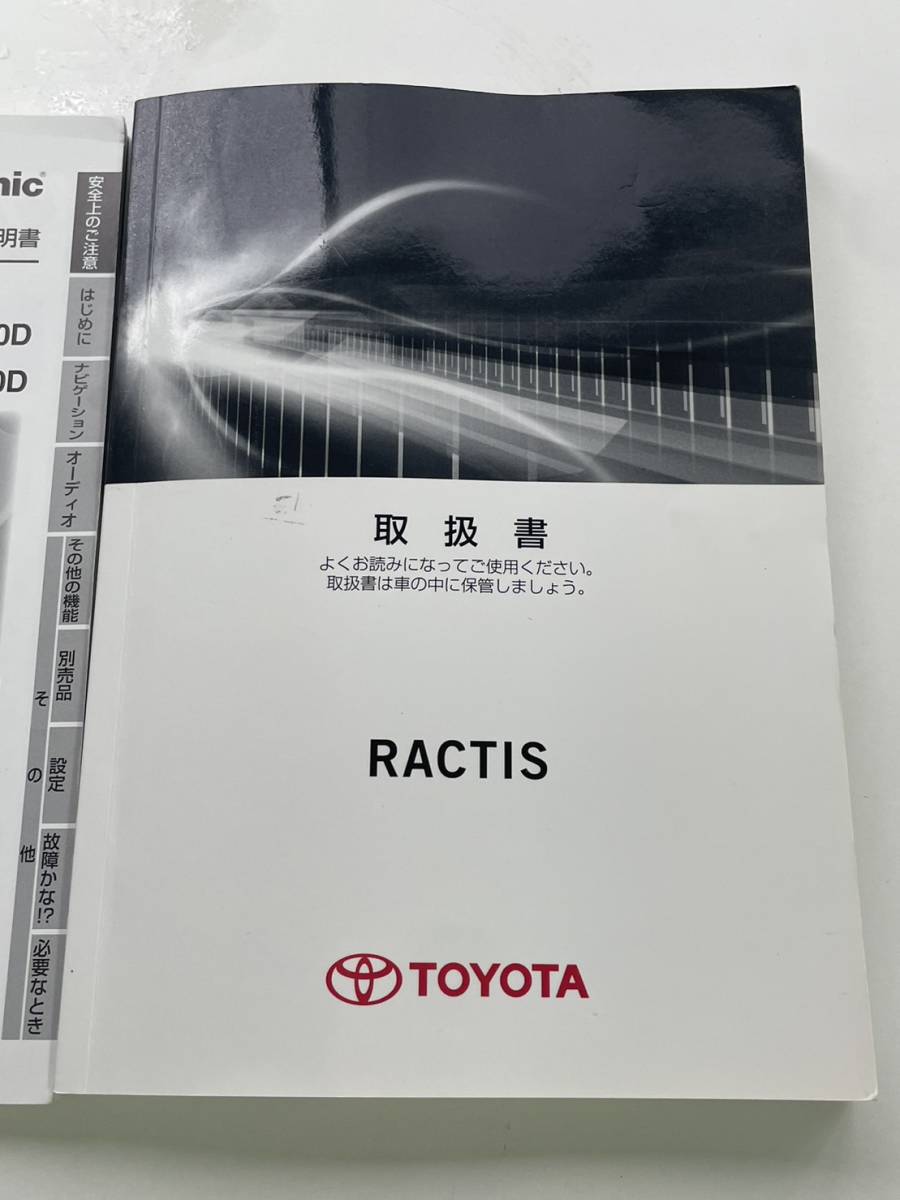 nic
明書
0D
0D
安全上のご注意
はじめに
ナビゲーション
オーディオ
その他の機能
別売品
設定
その他
故障かな!?
必要なとき
取扱書
よくお読みになってご使用ください。
取扱書は車の中に保管しましょう。
RACTIS
TOYOTA